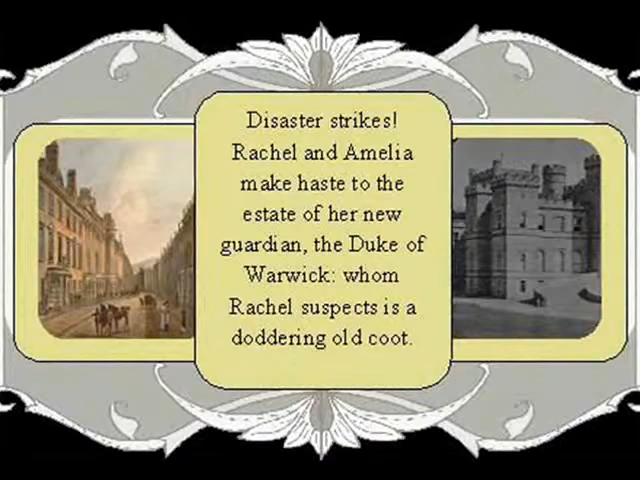 Disaster strikes!
Rachel and Amelia
make haste to the
estate of her new
guardian, the Duke of
Warwick: whom
Rachel suspects is a
doddering old coot.